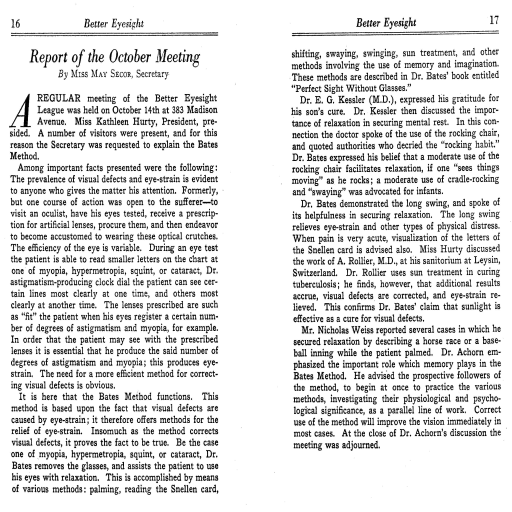 16 Better Eyesight
Report of the October Meeting
By Miss May Secor, Secretary
A REGULAR meeting of the Better Eyesight
League was held on October 14th at 383 Madison
Avenue. Miss Kathleen Hurty, President, pre-
sided. A number of visitors were present, and for this
reason the Secretary was requested to explain the Bates
Method.
Among important facts presented were the following:
The prevalence of visual defects and eye-strain is evident
to anyone who gives the matter his attention. Formerly,
but one course of action was open to the sufferer—to
visit an oculist, have his eyes tested, receive a prescrip-
tion for artificial lenses, procure them, and then endeavor
to become accustomed to wearing these optical crutches.
The efficiency of the eye is variable. During an eye test
the patient is able to read smaller letters on the chart at
one of myopia, hypermetropia, squint, or cataract, Dr.
astigmatism-producing clock dial the patient can see cer-
tain lines most clearly at one time, and others most
clearly at another time. The lenses prescribed are such
as "fit" the patient when his eyes register a certain num-
ber of degrees of astigmatism and myopia, for example.
In order that the patient may see with the prescribed
lenses it is essential that he produce the said number of
degrees of astigmatism and myopia; this produces eye-
strain. The need for a more efficient method for correct-
ing visual defects is obvious.
It is here that the Bates Method functions. This
method is based upon the fact that visual defects are
caused by eye-strain; it therefore offers methods for the
relief of eye-strain. Insomuch as the method corrects
visual defects, it proves the fact to be true. Be the case
one of myopia, hypermetropia, squint, or cataract, Dr.
Bates removes the glasses, and assists the patient to use
his eyes with relaxation. This is accomplished by means
of various methods: palming, reading the Snellen card,
Better Eyesight 17
shifting, swaying, swinging, sun treatment, and other
methods involving the use of memory and imagination.
These methods are described in Dr. Bates' book entitled
"Perfect Sight Without Glasses."
Dr. E. G. Kessler (M.D.), expressed his gratitude for
his son's cure. Dr. Kessler then discussed the impor-
tance of relaxation in securing mental rest. In this con-
nection the doctor spoke of the use of the rocking chair,
and quoted authorities who decried the "rocking habit."
Dr. Bates expressed his belief that a moderate use of the
rocking chair facilitates relaxation, if one "sees things
moving" as he rocks; a moderate use of cradle-rocking
and "swaying" was advocated for infants.
Dr. Bates demonstrated the long swing, and spoke of
its helpfulness in securing relaxation. The long swing
relieves eye-strain and other types of physical distress.
When pain is very acute, visualization of the letters of
the Snellen card is advised also. Miss Hurty discussed
the work of A. Rollier, M.D., at his sanitorium at Leysin,
Switzerland. Dr. Rollier uses sun treatment in curing
tuberculosis; he finds, however, that additional results
accrue, visual defects are corrected, and eye-strain re-
lieved. This confirms Dr. Bates' claim that sunlight is
effective as a cure for visual defects.
Mr. Nicholas Weiss reported several cases in which he
secured relaxation by describing a horse race or a base-
ball inning while the patient palmed. Dr. Achorn em-
phasized the important role which memory plays in the
Bates Method. He advised the prospective followers of
the method, to begin at once to practice the various
methods, investigating their physiological and psycho-
logical significance, as a parallel line of work. Correct
use of the method will improve the vision immediately in
most cases. At the close of Dr. Achorn's discussion the
meeting was adjourned.